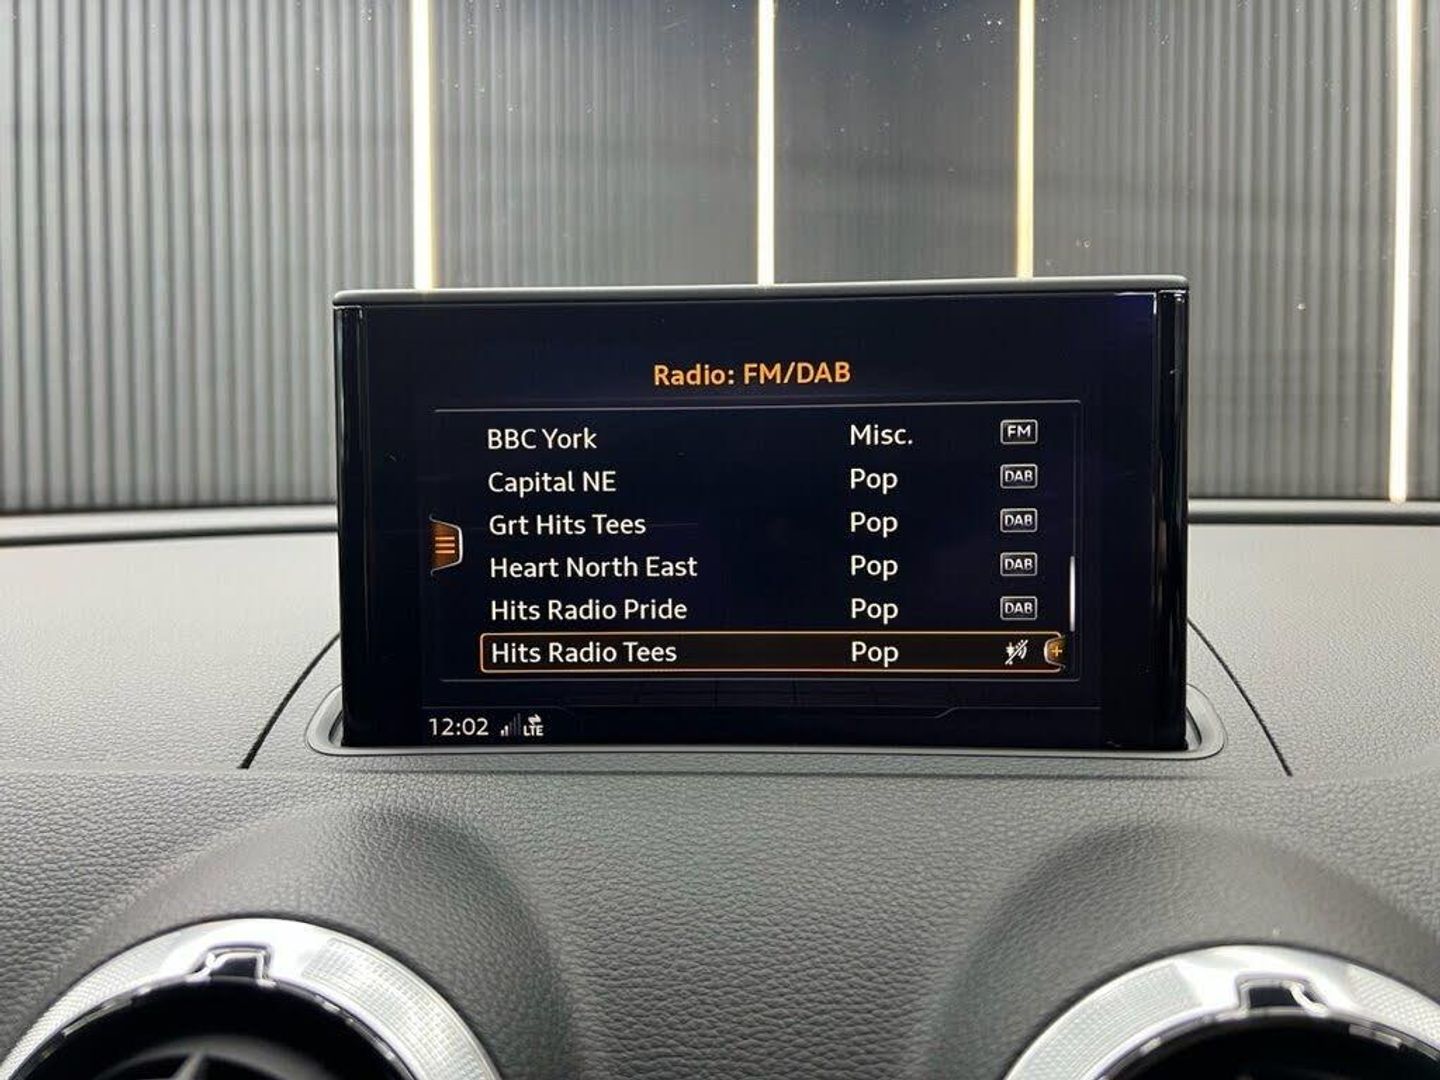 Radio: FM/DAB
BBC York Misc. FM
Capital NE Pop DAB
Grt Hits Tees Pop DAB
Heart North East Pop DAB
Hits Radio Pride Pop DAB
Hits Radio Tees Pop
12:02 LTE